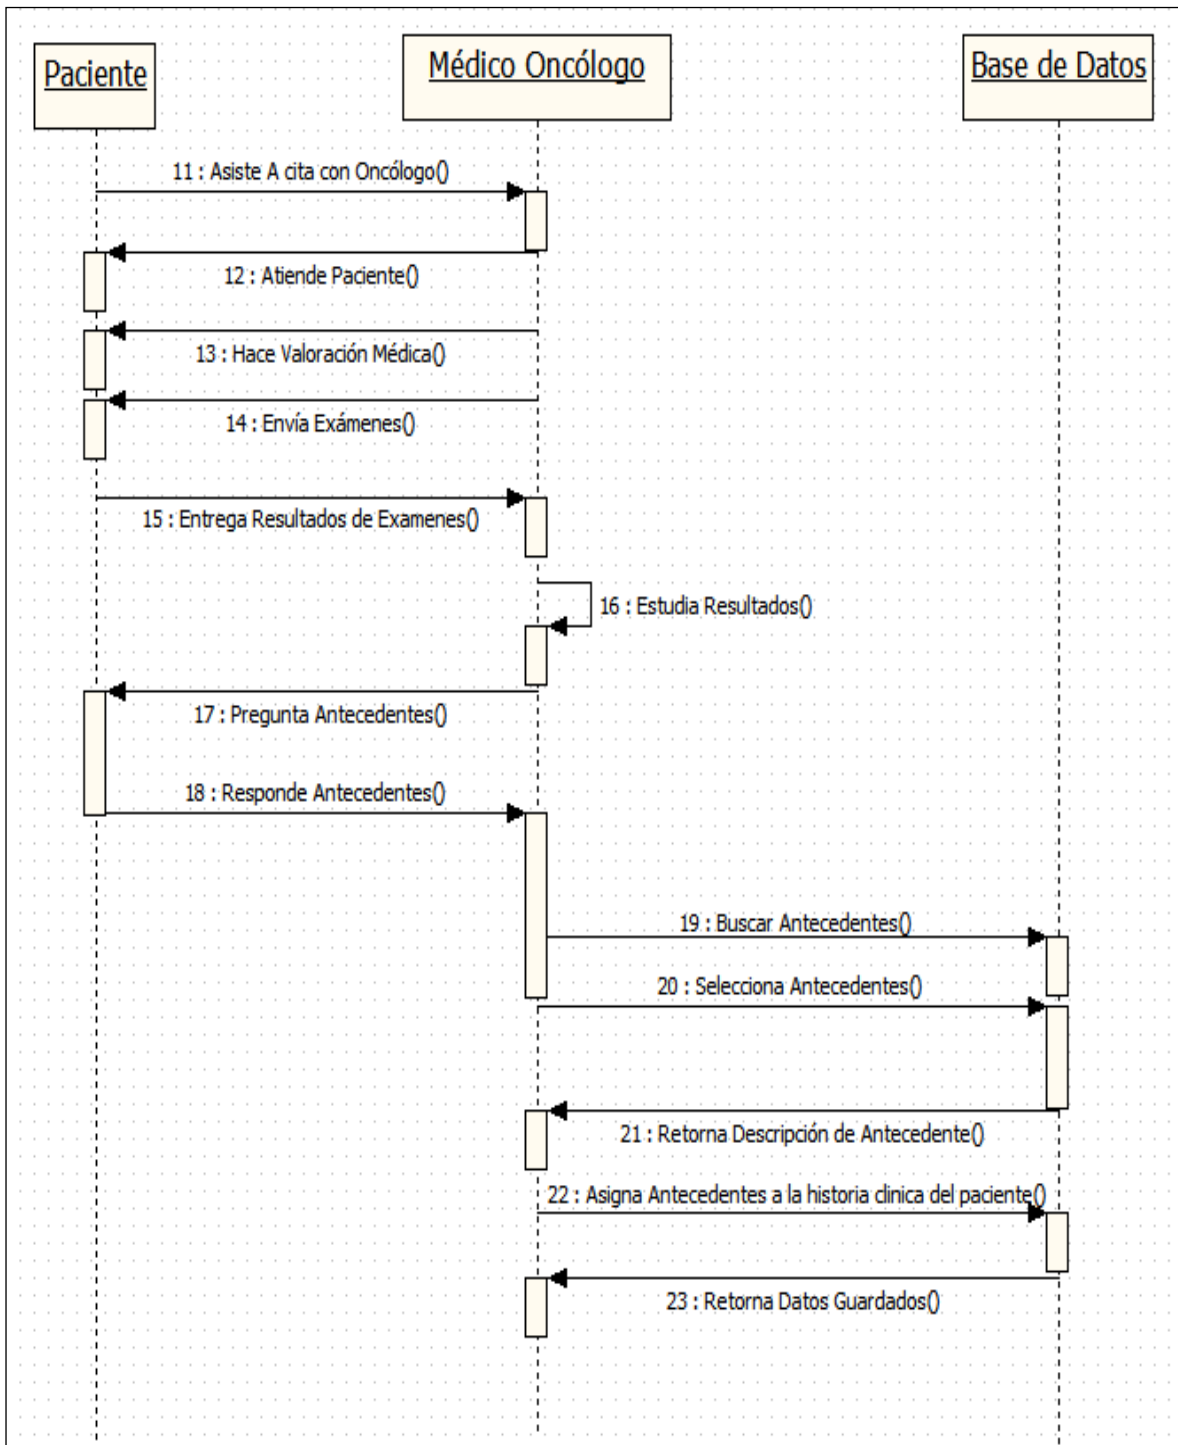 Paciente
Médico Oncólogo
Base de Datos
11 : Asiste A cita con Oncólogo()
12 : Atiende Paciente()
13 : Hace Valoración Médica()
14 : Envía Exámenes()
15 : Entrega Resultados de Examenes()
16 : Estudia Resultados()
17 : Pregunta Antecedentes()
18 : Responde Antecedentes()
19 : Buscar Antecedentes()
20 : Selecciona Antecedentes()
21 : Retorna Descripción de Antecedente()
22 : Asigna Antecedentes a la historia clinica del paciente()
23 : Retorna Datos Guardados()